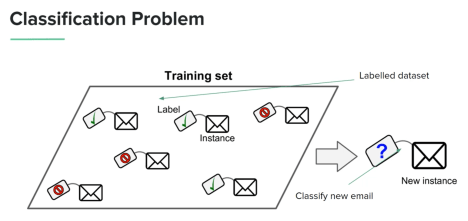 Classification Problem
Training set
Labelled dataset
Label
Instance
?
New instance
Classify new email